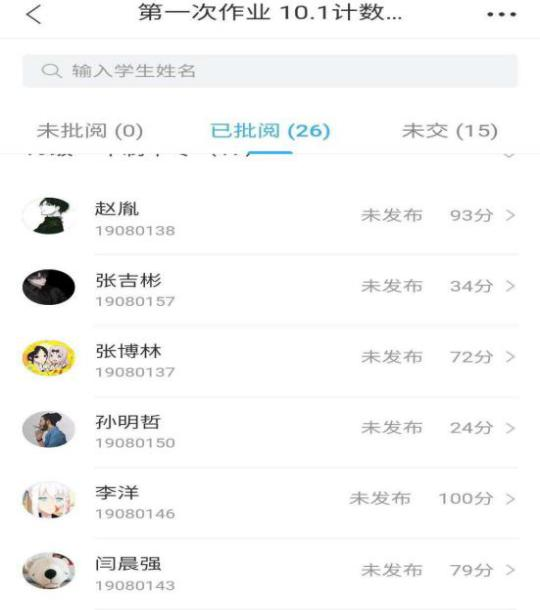 第一次作业 10.1计数...
输入学生姓名
未批阅 (0) 已批阅 (26) 未交 (15)
赵胤 未发布 93分
19080138
张吉彬 未发布 34分
19080157
张博林 未发布 72分
19080137
孙明哲 未发布 24分
19080150
李洋 未发布 100分
19080146
闫晨强 未发布 79分
19080143